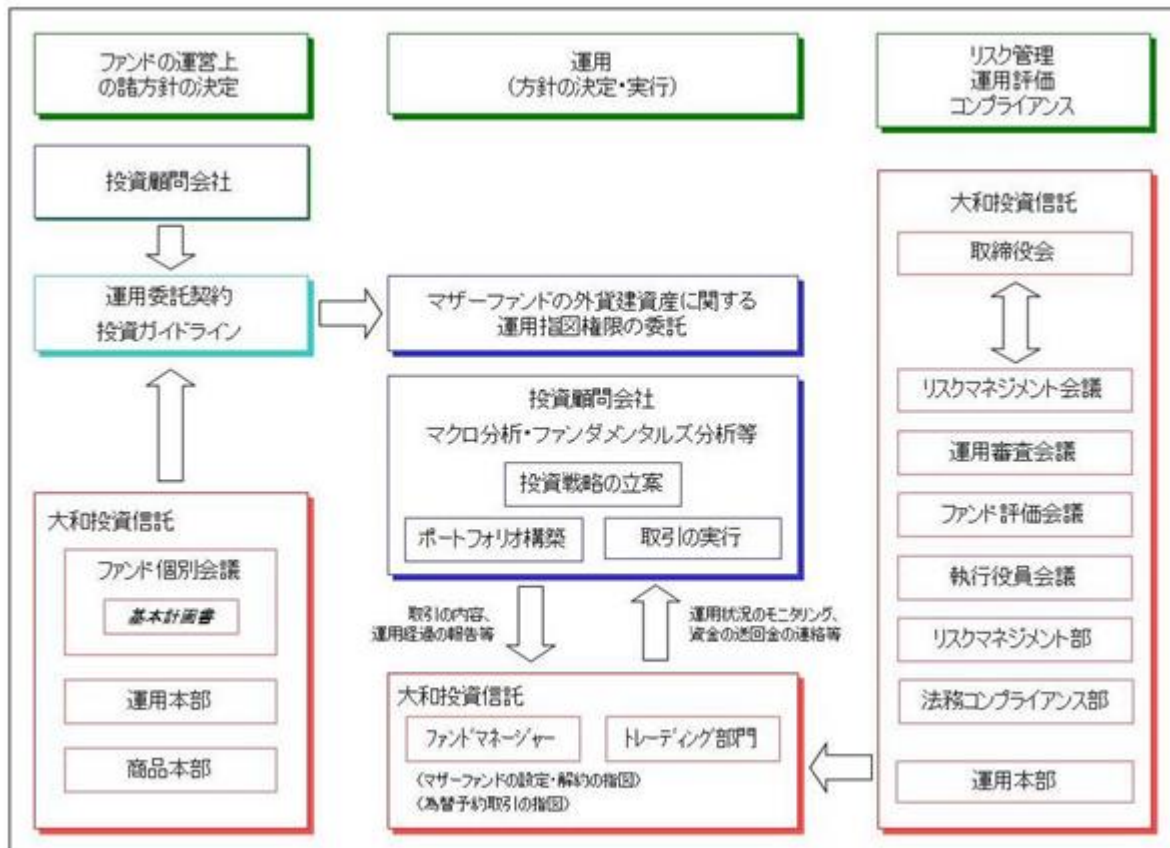 ファンドの運営上
の諸方針の決定
運用
(方針の決定・実行)
リスク管理
運用評価
コンプライアンス
投資顧問会社
運用委託契約
投資ガイドライン
マザーファンドの外貨建資産に関する
運用指図権限の委託
投資顧問会社
マクロ分析・ファンダメンタルズ分析等
投資戦略の立案
ポートフォリオ構築
取引の実行
取引の内容、
運用経過の報告等
運用状況のモニタリング、
資金の送回金の連絡等
大和投資信託
ファンド個別会議
基本計画書
運用本部
商品本部
大和投資信託
ファンドマネージャー
トレーディング部門
(マザーファンドの設定・解約の指図)
(為替予約取引の指図)
大和投資信託
取締役会
リスクマネジメント会議
運用審査会議
ファンド評価会議
執行役員会議
リスクマネジメント部
法務コンプライアンス部
運用本部